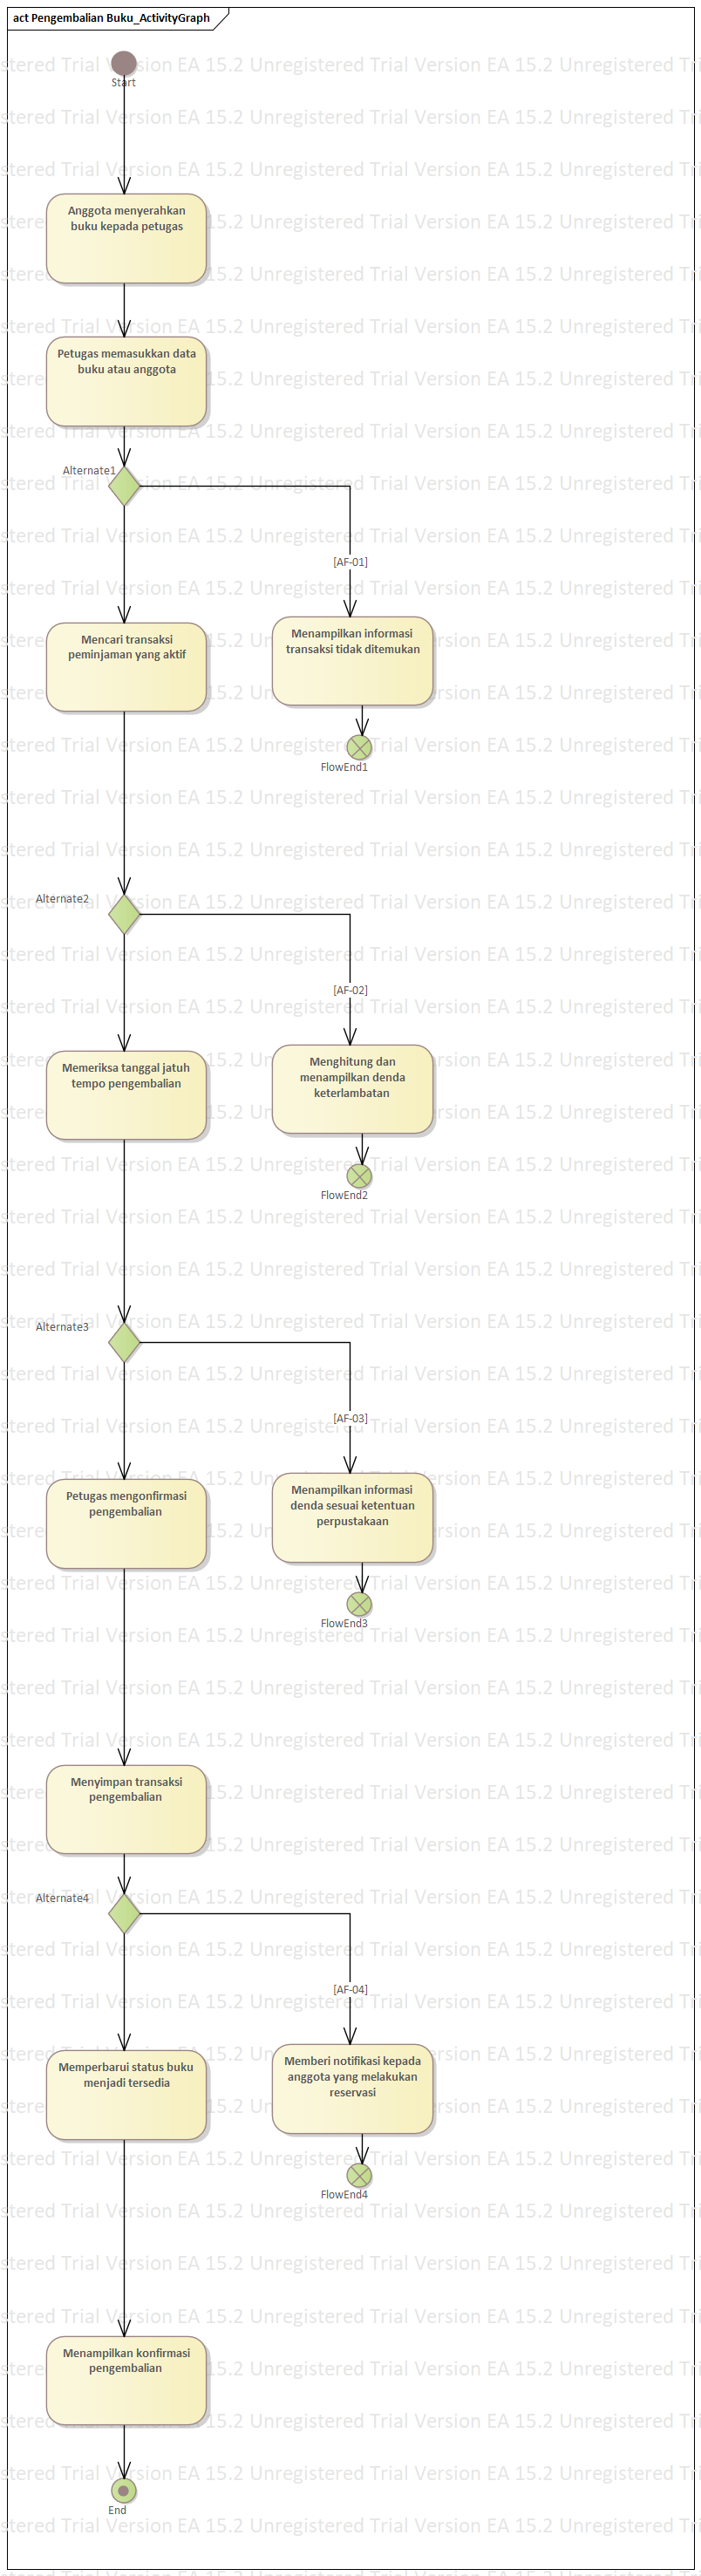 act Pengembalian Buku_ActivityGraph
Start
Anggota menyerahkan
buku kepada petugas
Petugas memasukkan data
buku atau anggota
Alternate1
[AF-01]
Mencari transaksi
peminjaman yang aktif
Menampilkan informasi
transaksi tidak ditemukan
FlowEnd1
Alternate2
[AF-02]
Memeriksa tanggal jatuh
tempo pengembalian
Menghitung dan
menampilkan denda
keterlambatan
FlowEnd2
Alternate3
[AF-03]
Petugas mengonfirmasi
pengembalian
Menampilkan informasi
denda sesuai ketentuan
perpustakaan
FlowEnd3
Menyimpan transaksi
pengembalian
Alternate4
[AF-04]
Memperbarui status buku
menjadi tersedia
Memberi notifikasi kepada
anggota yang melakukan
reservasi
FlowEnd4
Menampilkan konfirmasi
pengembalian
End